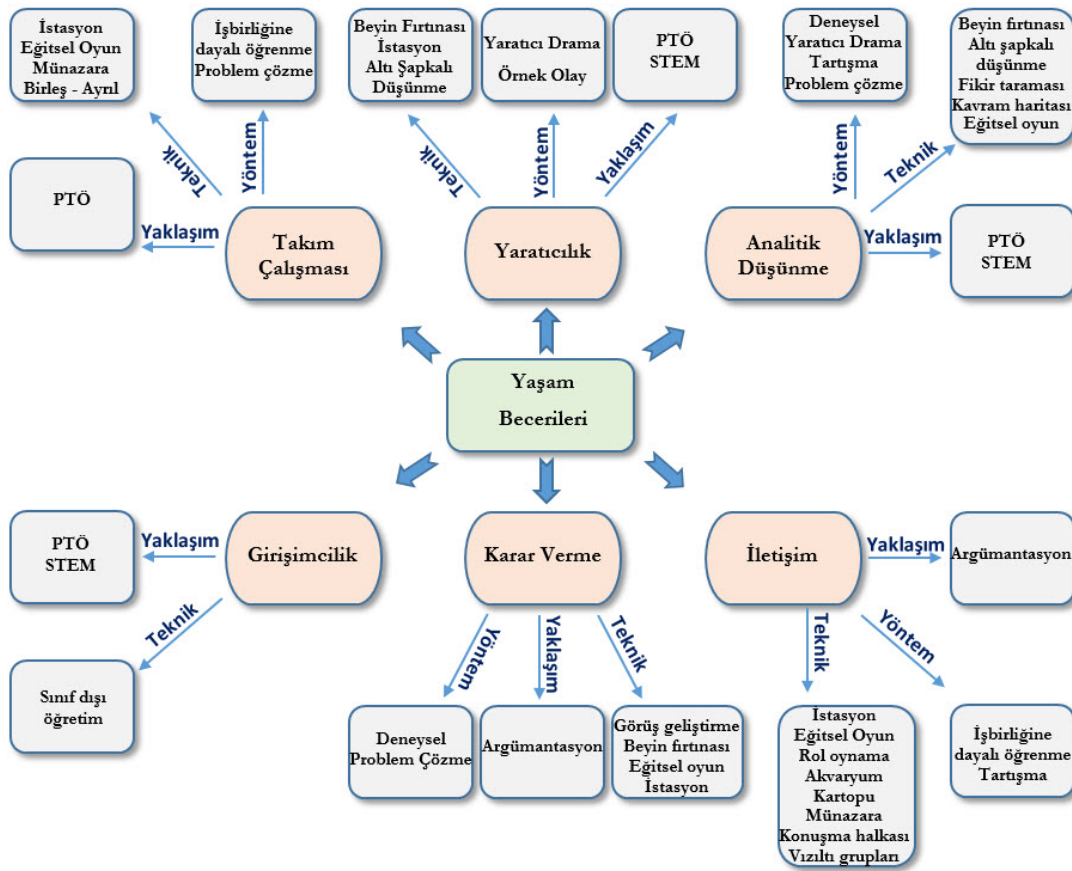 İstasyon
Eğitsel Oyun
Münazara
Birleş - Ayrıl
İşbirliğine
dayalı öğrenme
Problem çözme
Beyin Fırtınası
İstasyon
Altı Şapkalı
Düşünme
Yaratıcı Drama
Örnek Olay
PTÖ
STEM
Deneysel
Yaratıcı Drama
Tartışma
Problem çözme
Beyin fırtınası
Altı şapkalı
düşünme
Fikir taraması
Kavram haritası
Eğitsel oyun
Teknik
Yöntem
Teknik
Yöntem
Yaklaşım
Yöntem
Teknik
PTÖ
Yaklaşım
Takım
Çalışması
Yaratıcılık
Analitik
Düşünme
Yaklaşım
PTÖ
STEM
Yaşam
Becerileri
PTÖ
STEM
Yaklaşım
Girişimcilik
Karar Verme
İletişim
Yaklaşım
Argümantasyon
Teknik
Yöntem
Yaklaşım
Teknik
Teknik
Yöntem
Sınıf dışı
öğretim
Deneysel
Problem Çözme
Argümantasyon
Görüş geliştirme
Beyin fırtınası
Eğitsel oyun
İstasyon
İstasyon
Eğitsel Oyun
Rol oynama
Akvaryum
Kartopu
Münazara
Konuşma halkası
Vızıltı grupları
İşbirliğine
dayalı öğrenme
Tartışma